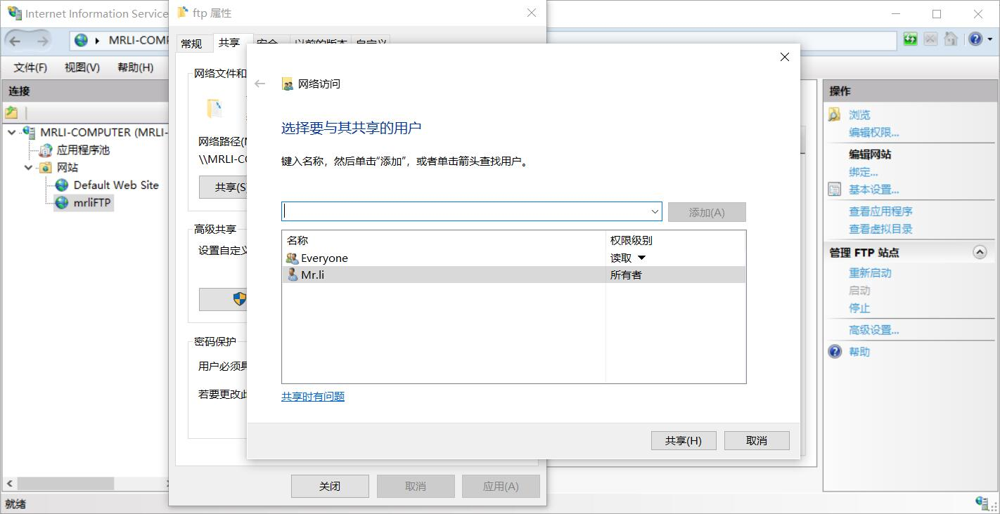 Internet Information Service
ftp 属性
MRLI-COMP
文件(F) 视图(V) 帮助(H)
连接
MRLI-COMPUTER (MRLI-
应用程序池
网站
Default Web Site
mrliFTP
就绪
常规 共享 安全 以前的版本 自定义
网络文件和
网络路径(
\\MRLI-C
共享(S)
高级共享
设置自定义
密码保护
用户必须具
若要更改此
关闭 取消 应用(A)
网络访问
选择要与其共享的用户
键入名称，然后单击“添加”，或者单击箭头查找用户。
添加(A)
名称 权限级别
Everyone 读取
Mr.li 所有者
共享时有问题
共享(H) 取消
操作
浏览
编辑权限...
编辑网站
绑定...
基本设置...
查看应用程序
查看虚拟目录
管理 FTP 站点
重新启动
启动
停止
高级设置...
帮助